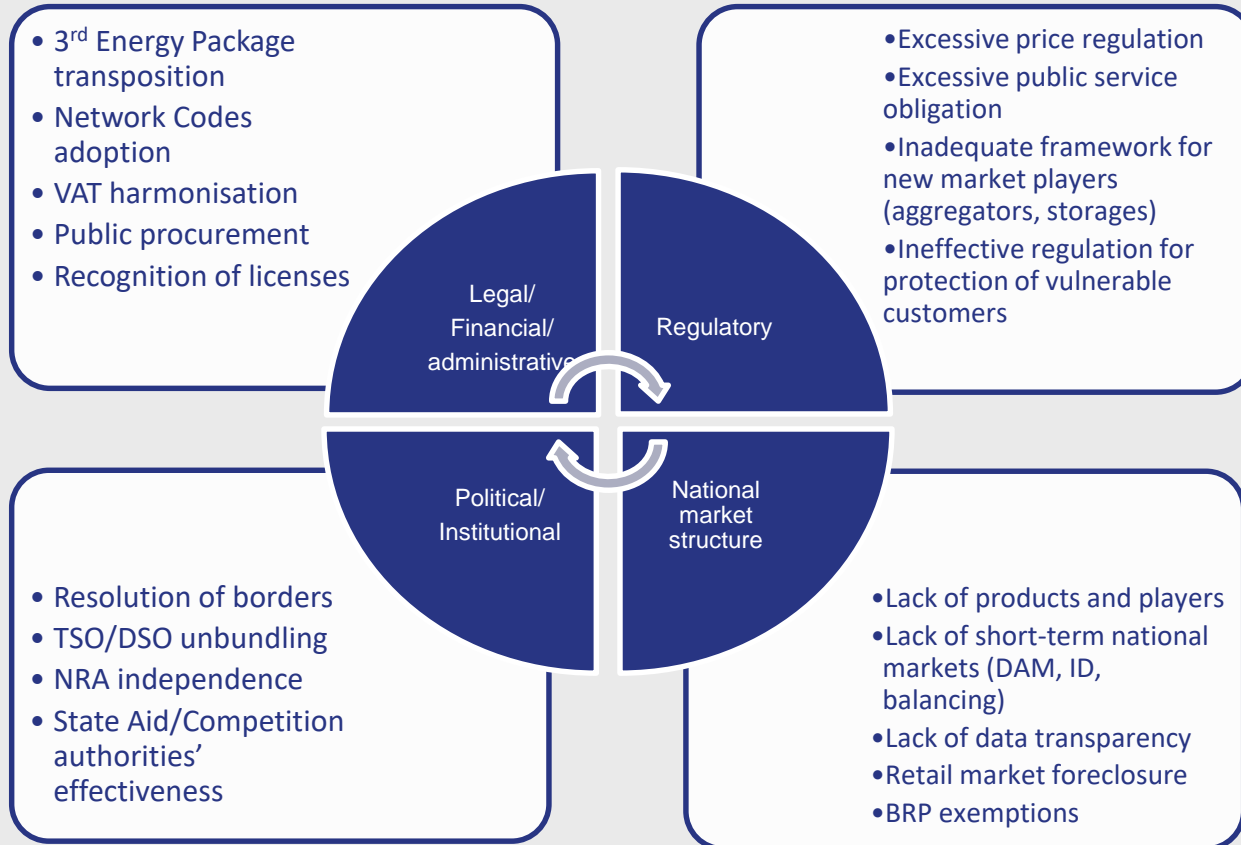 • 3rd Energy Package
transposition
• Network Codes
adoption
• VAT harmonisation
• Public procurement
• Recognition of licenses
•Excessive price regulation
•Excessive public service
obligation
•Inadequate framework for
new market players
(aggregators, storages)
•Ineffective regulation for
protection of vulnerable
customers
Legal/
Financial/
administrative
Regulatory
Political/
Institutional
National
market
structure
• Resolution of borders
• TSO/DSO unbundling
• NRA independence
• State Aid/Competition
authorities’
effectiveness
•Lack of products and players
•Lack of short-term national
markets (DAM, ID,
balancing)
•Lack of data transparency
•Retail market foreclosure
•BRP exemptions